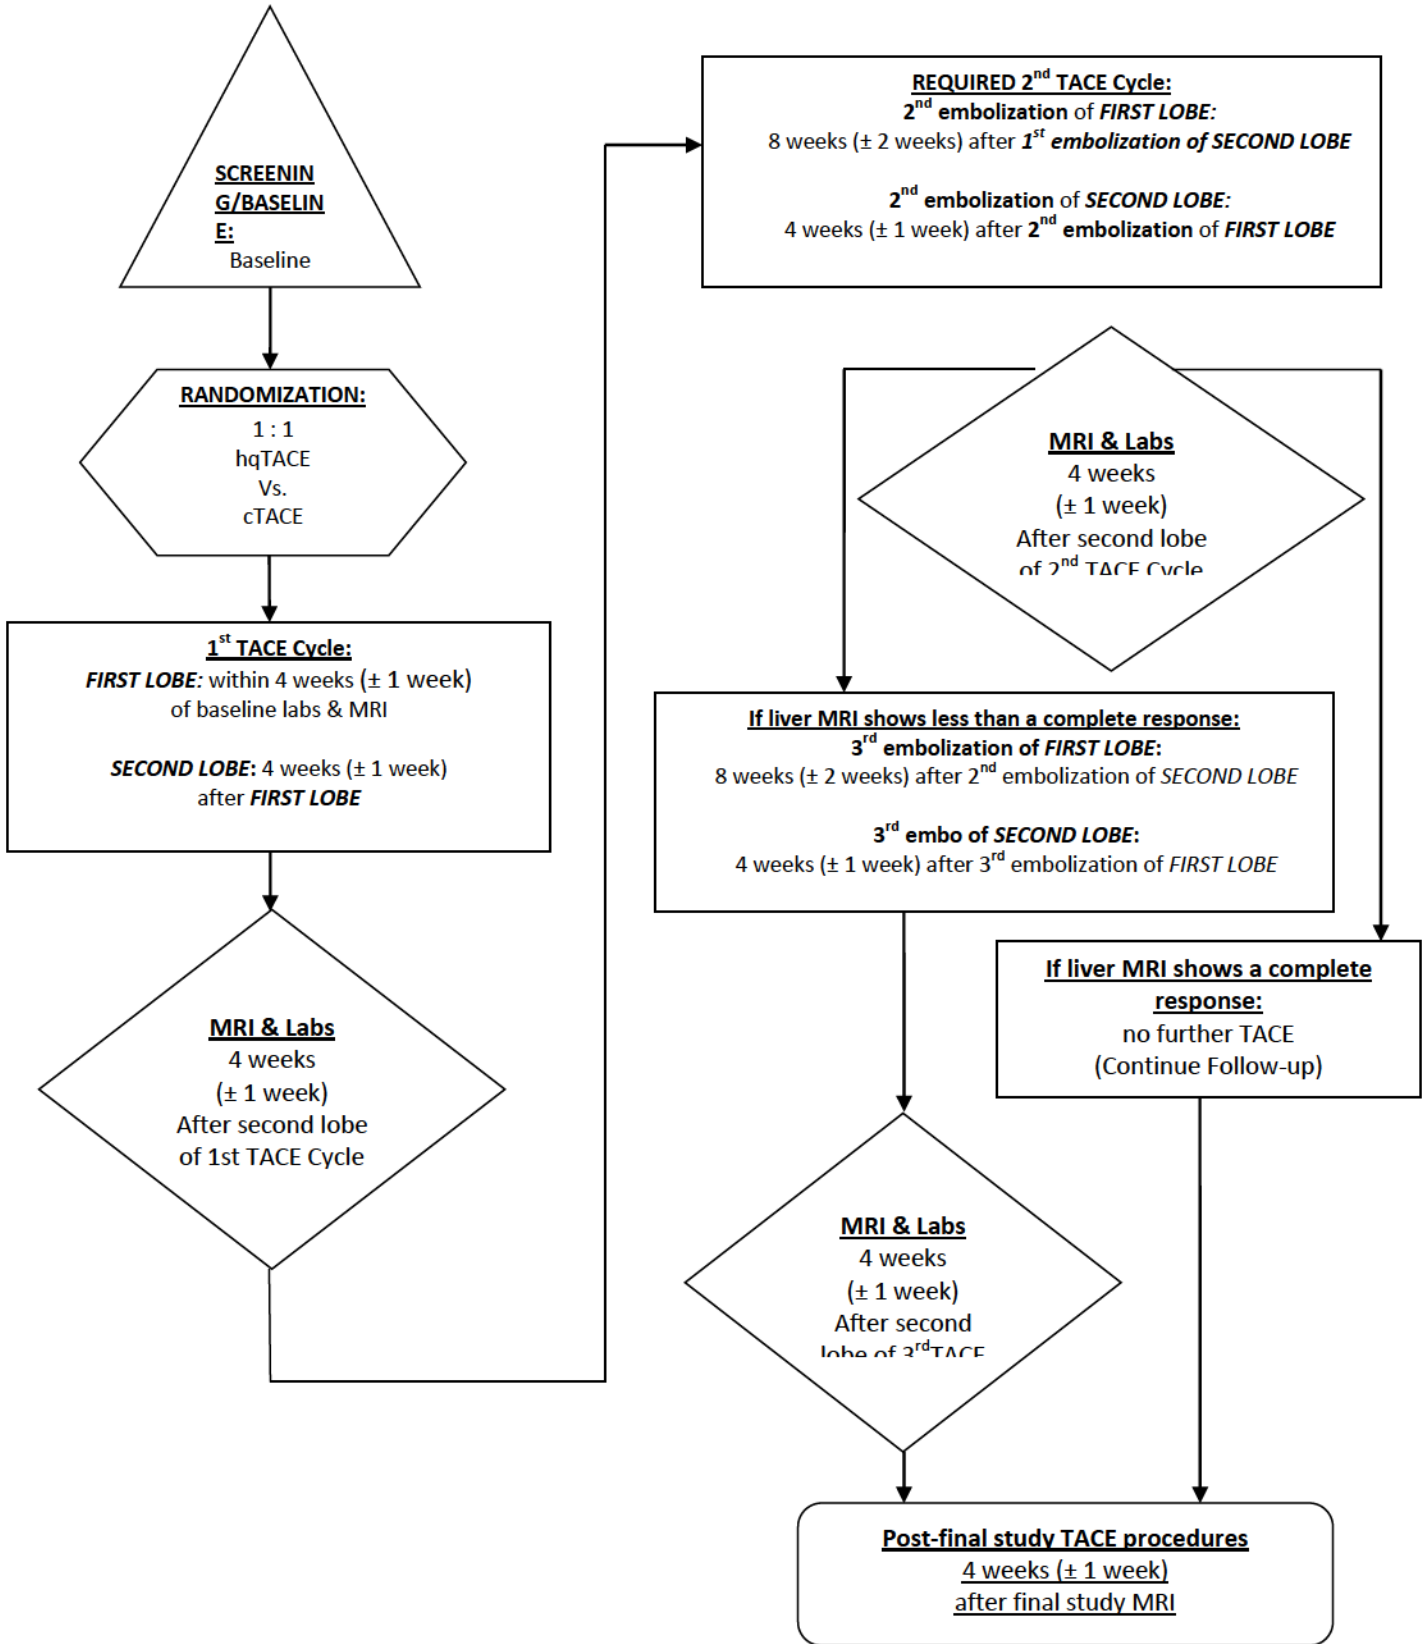 SCREENIN
G/BASELIN
E:
Baseline
RANDOMIZATION:
1 : 1
hqTACE
Vs.
cTACE
1st TACE Cycle:
FIRST LOBE: within 4 weeks (± 1 week)
of baseline labs & MRI
SECOND LOBE: 4 weeks (± 1 week)
after FIRST LOBE
MRI & Labs
4 weeks
(± 1 week)
After second lobe
of 1st TACE Cycle
REQUIRED 2nd TACE Cycle:
2nd embolization of FIRST LOBE:
8 weeks (± 2 weeks) after 1st embolization of SECOND LOBE
2nd embolization of SECOND LOBE:
4 weeks (± 1 week) after 2nd embolization of FIRST LOBE
MRI & Labs
4 weeks
(± 1 week)
After second lobe
of 2nd TACE Cycle
If liver MRI shows less than a complete response:
3rd embolization of FIRST LOBE:
8 weeks (± 2 weeks) after 2nd embolization of SECOND LOBE
3rd embo of SECOND LOBE:
4 weeks (± 1 week) after 3rd embolization of FIRST LOBE
If liver MRI shows a complete
response:
no further TACE
(Continue Follow-up)
MRI & Labs
4 weeks
(± 1 week)
After second
lobe of 3rdTACE
Post-final study TACE procedures
4 weeks (± 1 week)
after final study MRI